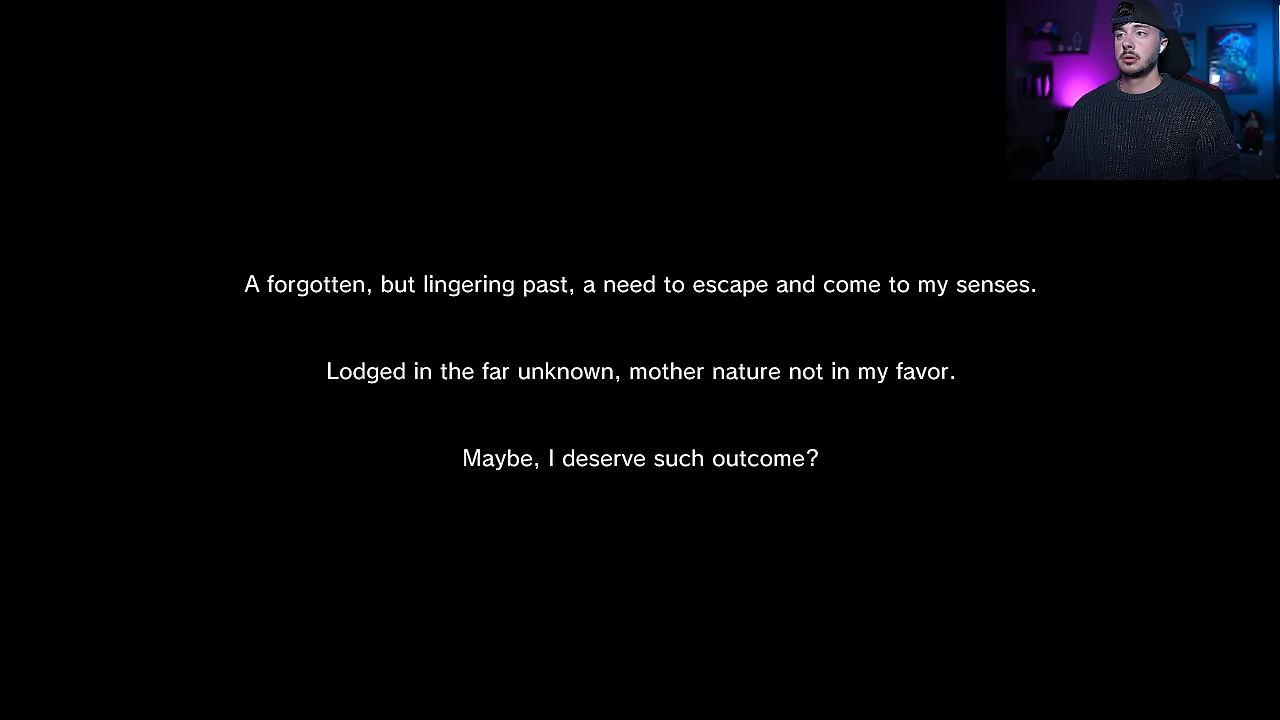 A forgotten, but lingering past, a need to escape and come to my senses.
Lodged in the far unknown, mother nature not in my favor.
Maybe, I deserve such outcome?